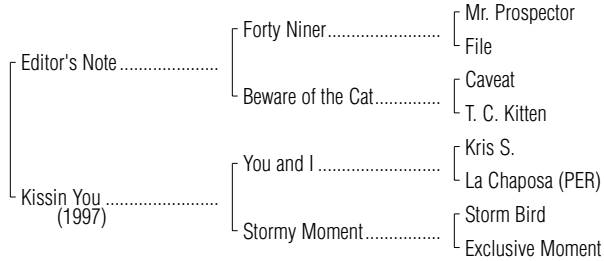 Mr. Prospector
Forty Niner......................
File
Editor's Note....................
Caveat
Beware of the Cat.............
T. C. Kitten
Kris S.
You and I ........................
La Chaposa (PER)
Kissin You ......................
(1997)
Storm Bird
Stormy Moment...............
Exclusive Moment